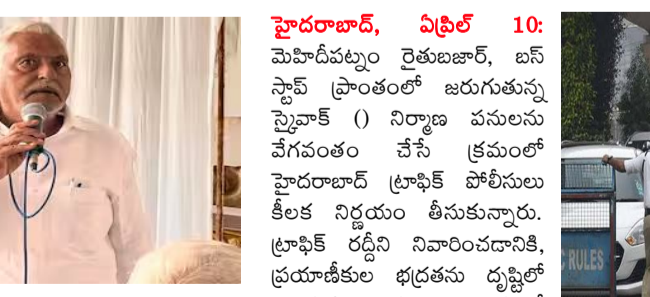 హైదరాబాద్, ఏప్రిల్ 10:
మెహిదీపట్నం రైతుబజార్, బస్
స్టాప్ ప్రాంతంలో జరుగుతున్న
స్కైవాక్ () నిర్మాణ పనులను
వేగవంతం చేసే క్రమంలో
హైదరాబాద్ ట్రాఫిక్ పోలీసులు
కీలక నిర్ణయం తీసుకున్నారు.
ట్రాఫిక్ రద్దీని నివారించడానికి,
ప్రయాణీకుల భద్రతను దృష్టిలో
C RULES